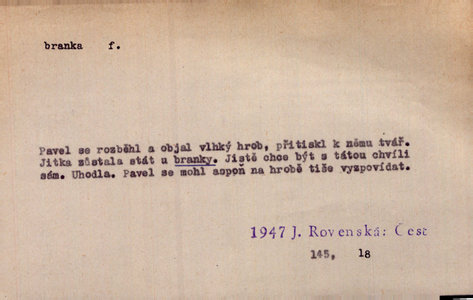 branka f.
Pavel se rozběhl a objal vlhký hrob, přitiskl k němu tvář.
Jitka zůstala stát u branky. Jistě chce být s tátou chvíli
sám. Uhodla. Pavel se mohl aspoň na hrobě tiše vyzpovídat.
1947 J. Rovenská: Čest
145, 18